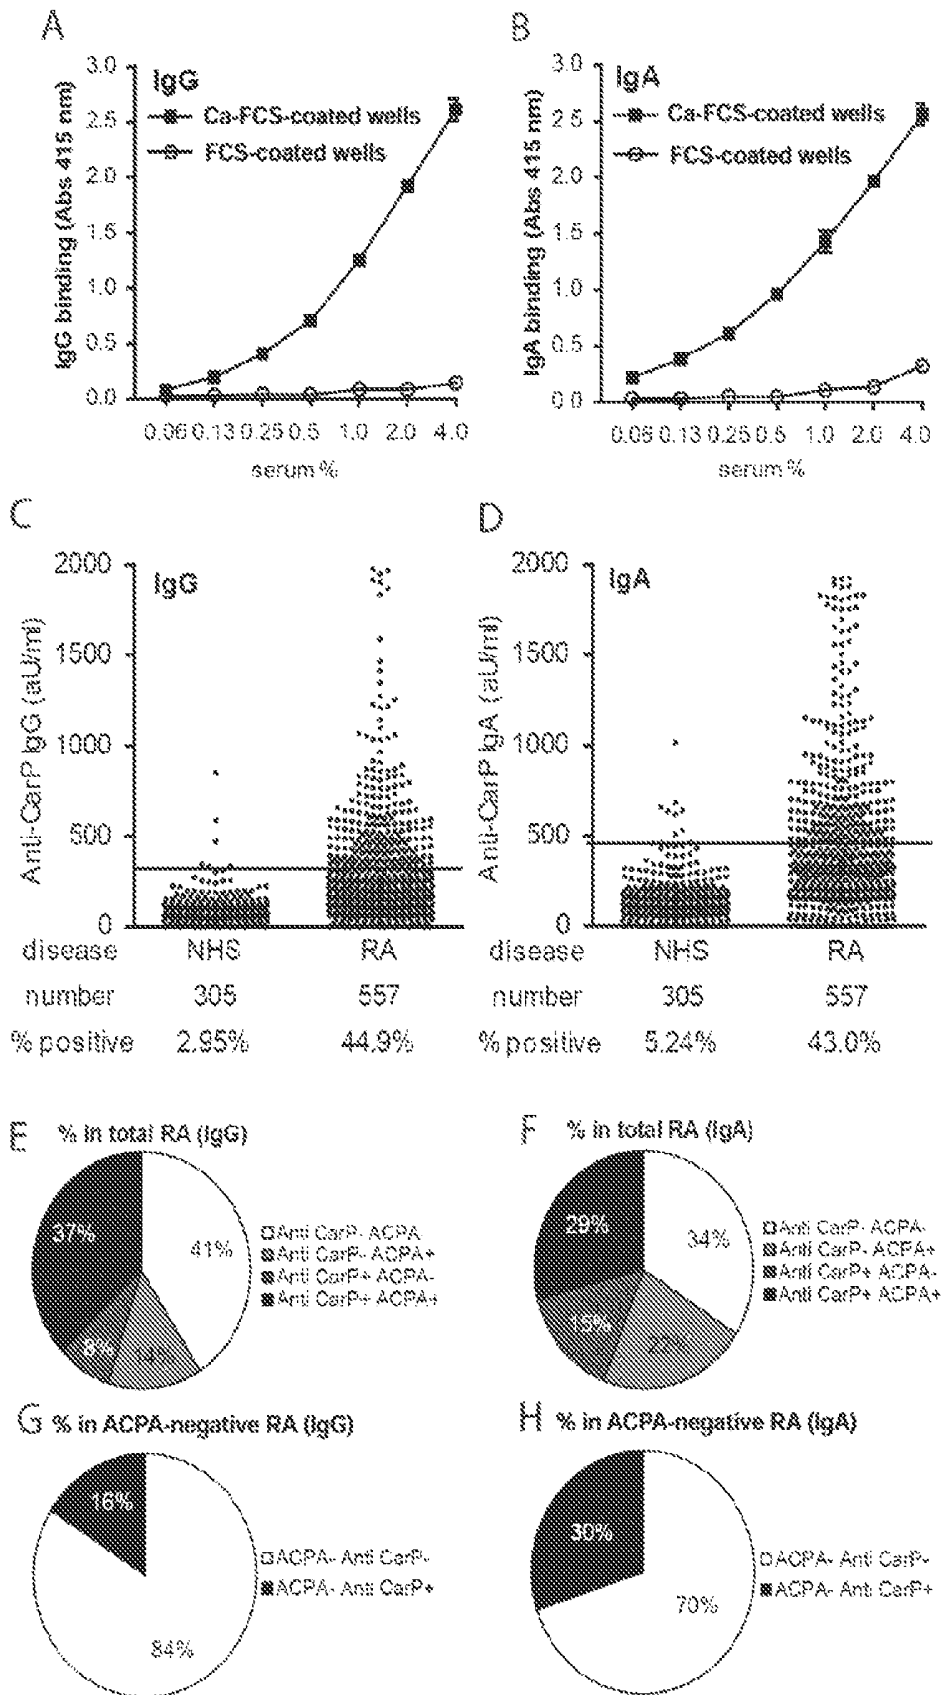 A
3.0
IgG
Ca-FCS-coated wells
FCS-coated wells
2.5
2.0
1.5
1.0
0.5
0.0
IgG binding (Abs 415 nm)
0.06 0.13 0.25 0.5 1.0 2.0 4.0
serum %
B
3.0
IgA
Ca-FCS-coated wells
FCS-coated wells
2.5
2.0
1.5
1.0
0.5
0.0
IgA binding (Abs 415 nm)
0.06 0.13 0.25 0.5 1.0 2.0 4.0
serum %
C
2000
IgG
1500
1000
500
0
Anti-CarP IgG (aU/ml)
disease NHS RA
number 305 557
% positive 2.95% 44.9%
D
2000
IgA
1500
1000
500
0
Anti-CarP IgA (aU/ml)
disease NHS RA
number 305 557
% positive 5.24% 43.0%
E % in total RA (IgG)
37%
41%
8%
14%
Anti CarP- ACPA-
Anti CarP- ACPA+
Anti CarP+ ACPA-
Anti CarP+ ACPA+
F % in total RA (IgA)
29%
34%
15%
22%
Anti CarP- ACPA-
Anti CarP- ACPA+
Anti CarP+ ACPA-
Anti CarP+ ACPA+
G % in ACPA-negative RA (IgG)
16%
84%
ACPA- Anti CarP-
ACPA- Anti CarP+
H % in ACPA-negative RA (IgA)
30%
70%
ACPA- Anti CarP-
ACPA- Anti CarP+